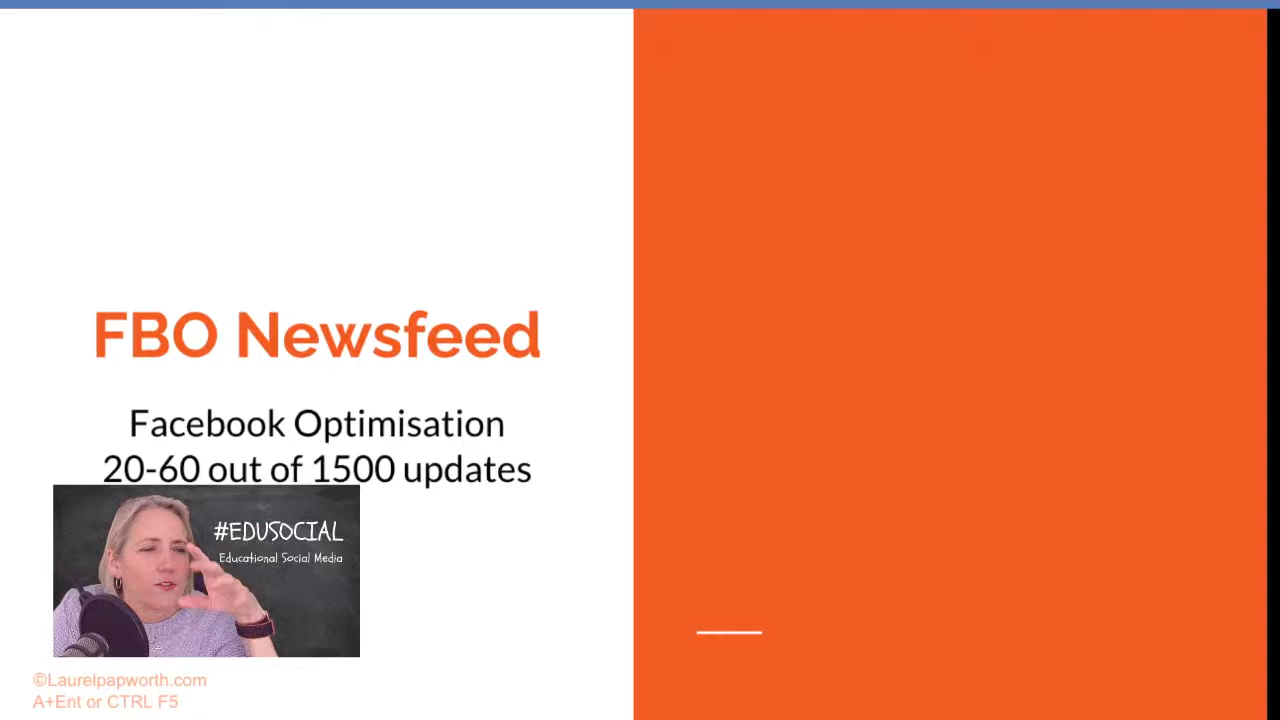 FBO Newsfeed
Facebook Optimisation
20-60 out of 1500 updates
#EDUSOCIAL
Educational Social Media
©Laurelpapworth.com
A+Ent or CTRL F5